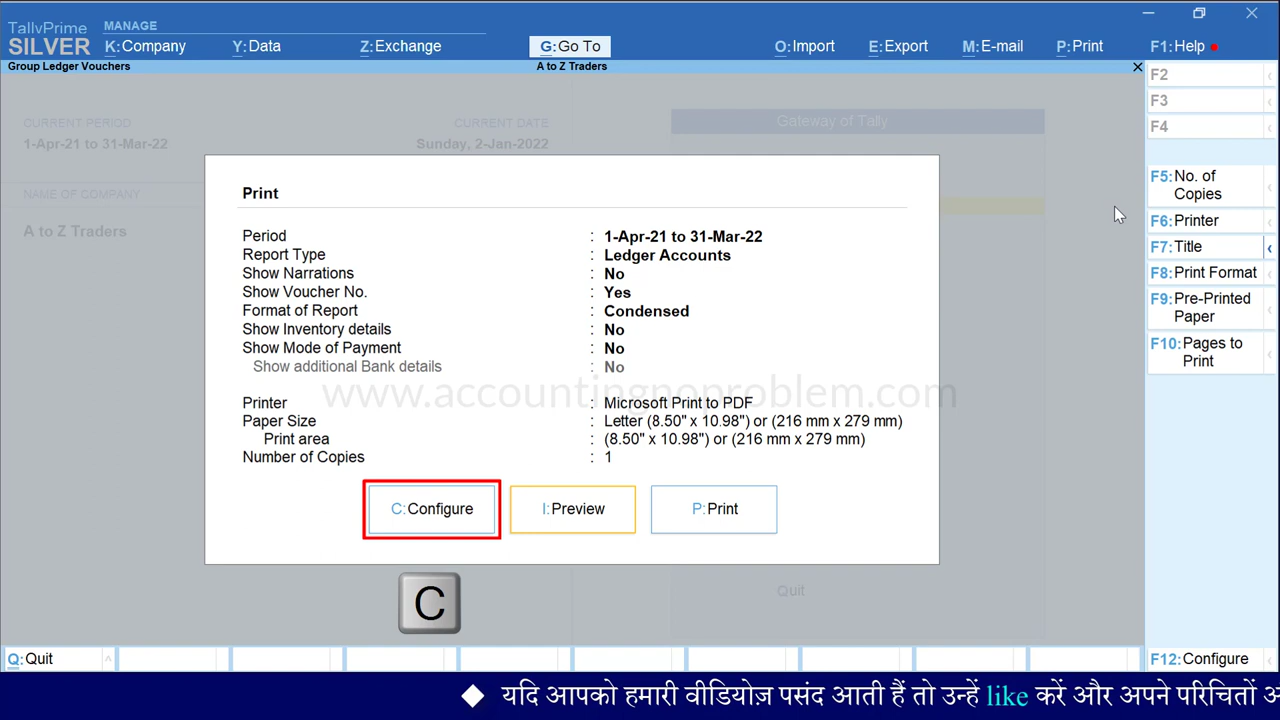 TallyPrime
SILVER
MANAGE
K:Company
Y:Data
Z:Exchange
G:Go To
O:Import
E:Export
M:E-mail
P:Print
F1:Help
Group Ledger Vouchers
A to Z Traders
CURRENT PERIOD
1-Apr-21 to 31-Mar-22
CURRENT DATE
Sunday, 2-Jan-2022
NAME OF COMPANY
A to Z Traders
Gateway of Tally
Print
Period : 1-Apr-21 to 31-Mar-22
Report Type : Ledger Accounts
Show Narrations : No
Show Voucher No. : Yes
Format of Report : Condensed
Show Inventory details : No
Show Mode of Payment : No
Show additional Bank details : No
www.accountingnoproblem.com
Printer : Microsoft Print to PDF
Paper Size : Letter (8.50" x 10.98") or (216 mm x 279 mm)
Print area : (8.50" x 10.98") or (216 mm x 279 mm)
Number of Copies : 1
C:Configure
I:Preview
P:Print
C
Quit
F2
F3
F4
F5:No. of
Copies
F6:Printer
F7:Title
F8:Print Format
F9:Pre-Printed
Paper
F10:Pages to
Print
F12:Configure
Q:Quit
◆ यदि आपको हमारी वीडियोज़ पसंद आती हैं तो उन्हें like करें और अपने परिचितों